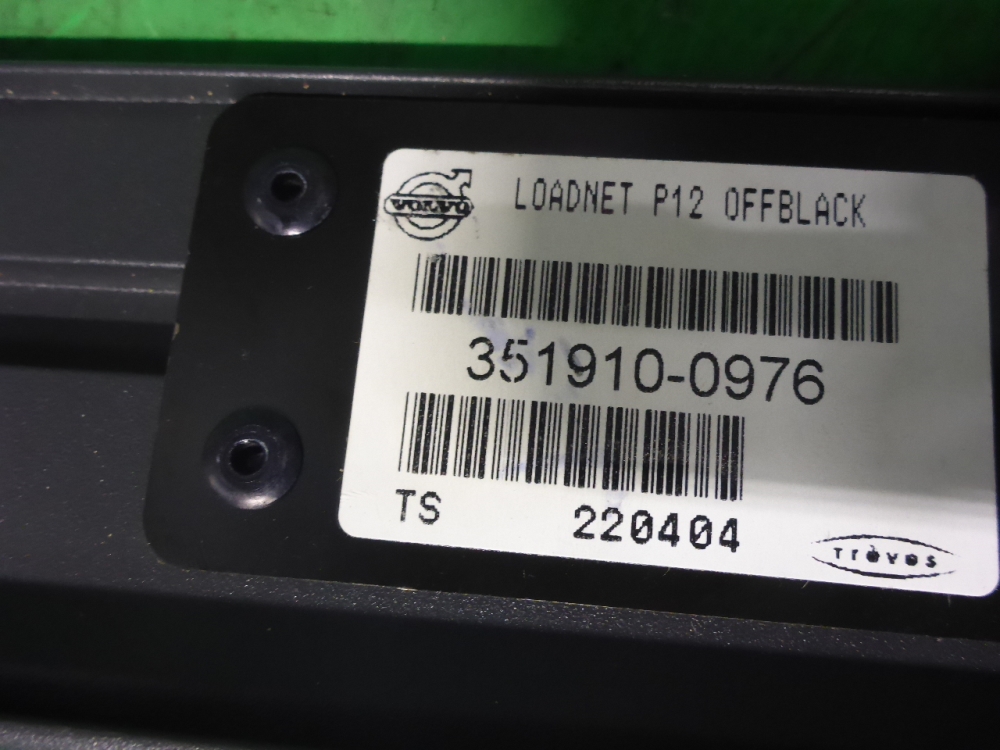 VOLVO
LOADNET P12 OFFBLACK
351910-0976
TS 220404
Trèves